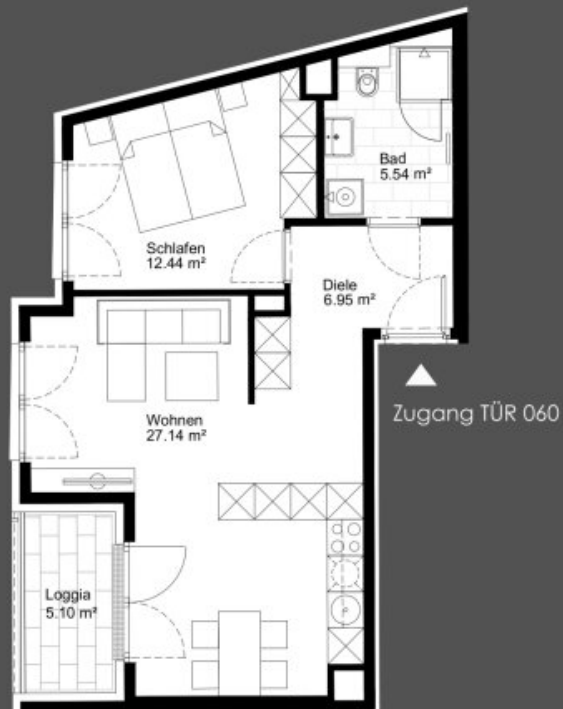 Bad
5.54 m²
Schlafen
12.44 m²
Diele
6.95 m²
Zugang TÜR 060
Wohnen
27.14 m²
Loggia
5.10 m²